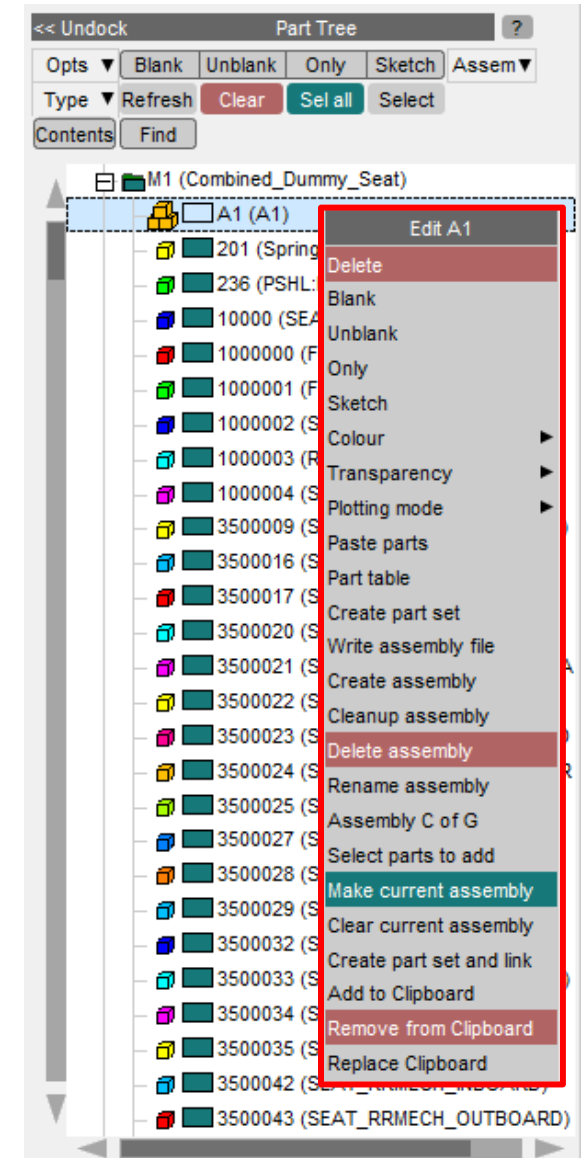 << Undock Part Tree ?
Opts ▼ Blank Unblank Only Sketch Assem▼
Type ▼ Refresh Clear Sel all Select
Contents Find
M1 (Combined_Dummy_Seat)
A1 (A1)
201 (Spring
236 (PSHL:
10000 (SEA
1000000 (F
1000001 (F
1000002 (S
1000003 (R
1000004 (S
3500009 (S )
3500016 (S
3500017 (S
3500020 (S
3500021 (S A
3500022 (S
3500023 (S
3500024 (S R
3500025 (S
3500027 (S
3500028 (S
3500029 (S
3500032 (S
3500033 (S )
3500034 (S
3500035 (S
3500042 (SEAT_RRMECH_INBOARD)
3500043 (SEAT_RRMECH_OUTBOARD)
Edit A1
Delete
Blank
Unblank
Only
Sketch
Colour ►
Transparency ►
Plotting mode ►
Paste parts
Part table
Create part set
Write assembly file
Create assembly
Cleanup assembly
Delete assembly
Rename assembly
Assembly C of G
Select parts to add
Make current assembly
Clear current assembly
Create part set and link
Add to Clipboard
Remove from Clipboard
Replace Clipboard